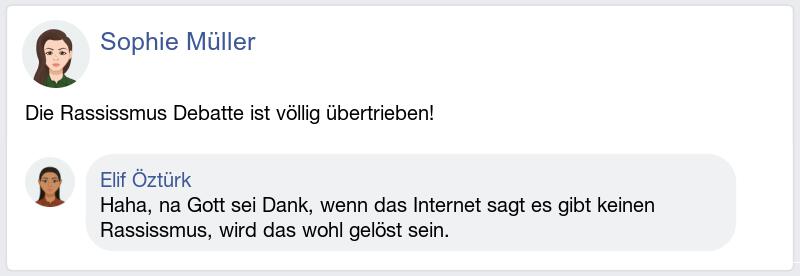 Sophie Müller
Die Rassissmus Debatte ist völlig übertrieben!
Elif Öztürk
Haha, na Gott sei Dank, wenn das Internet sagt es gibt keinen
Rassissmus, wird das wohl gelöst sein.